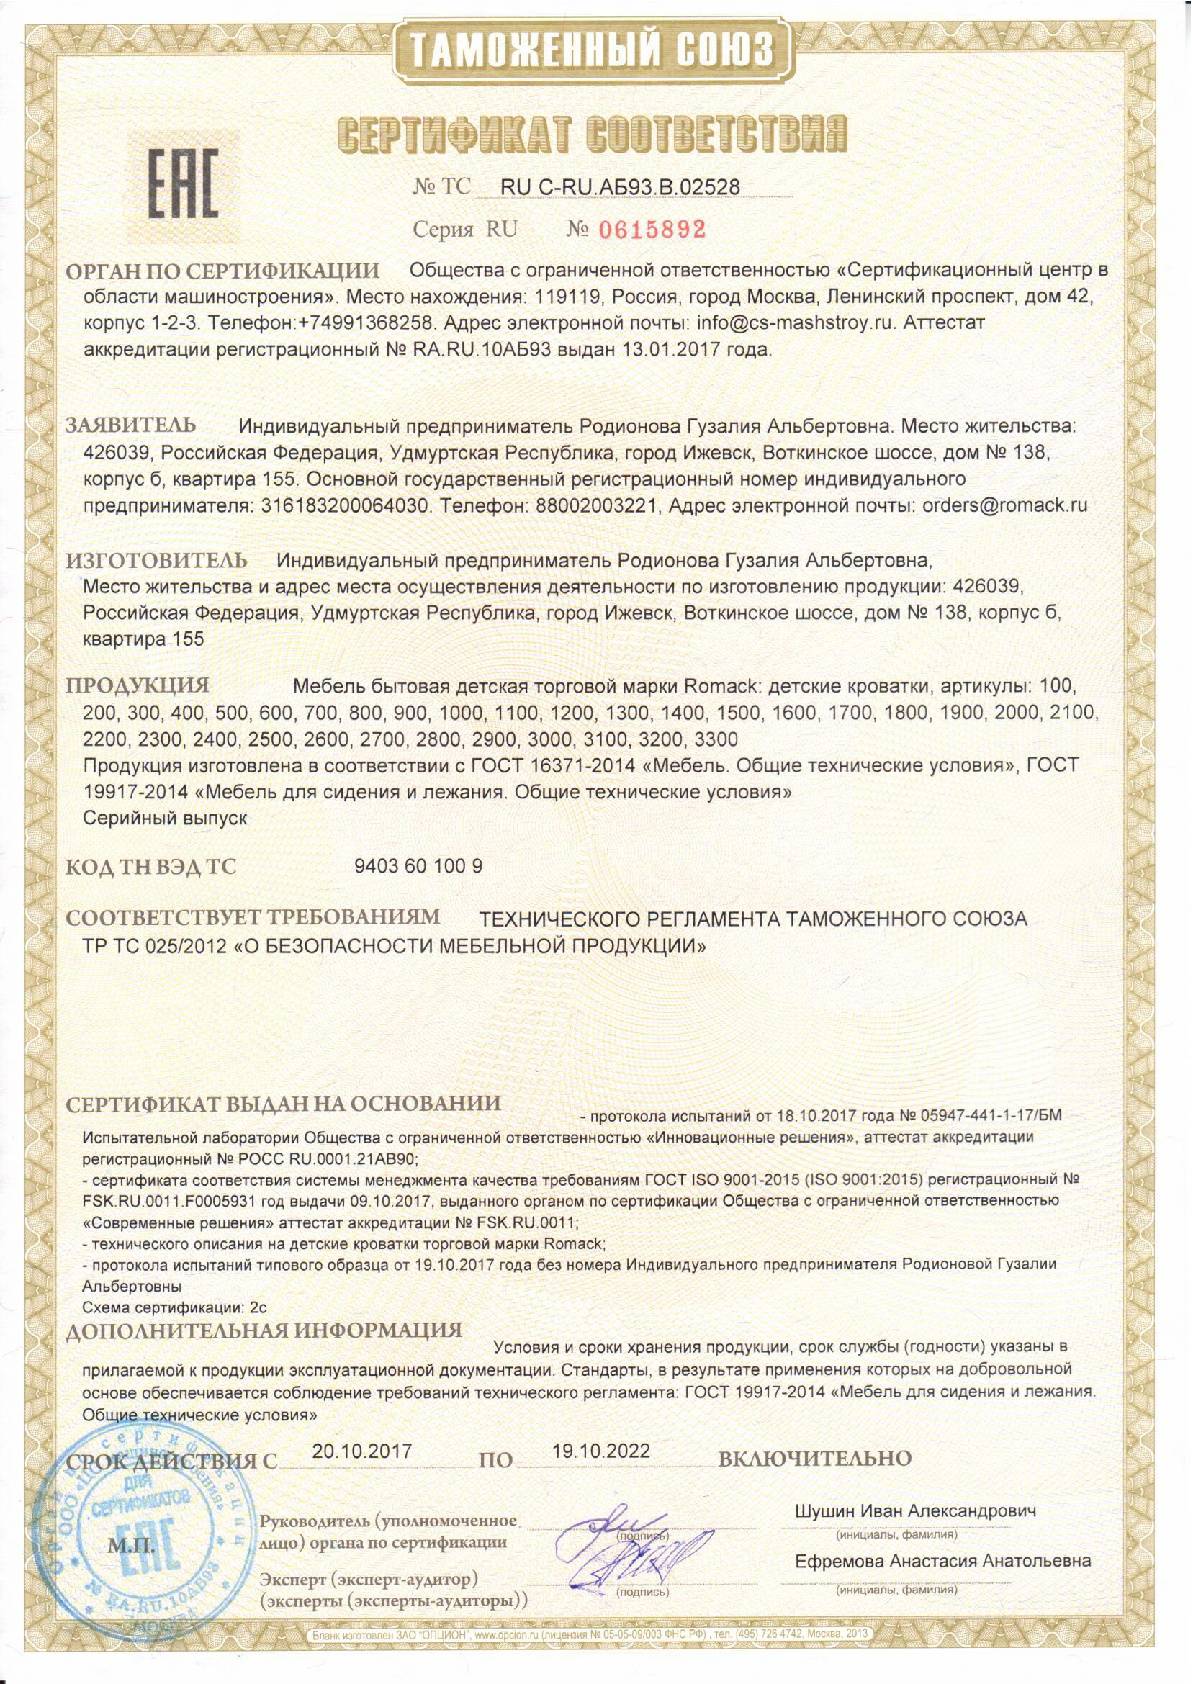 ТАМОЖЕННЫЙ СОЮЗ
СЕРТИФИКАТ СООТВЕТСТВИЯ
ЕАС
№ ТС RU C-RU.АБ93.В.02528
Серия RU № 0615892
ОРГАН ПО СЕРТИФИКАЦИИ Общества с ограниченной ответственностью «Сертификационный центр в
области машиностроения». Место нахождения: 119119, Россия, город Москва, Ленинский проспект, дом 42,
корпус 1-2-3. Телефон:+74991368258. Адрес электронной почты: info@cs-mashstroy.ru. Аттестат
аккредитации регистрационный № RA.RU.10АБ93 выдан 13.01.2017 года.
ЗАЯВИТЕЛЬ Индивидуальный предприниматель Родионова Гузалия Альбертовна. Место жительства:
426039, Российская Федерация, Удмуртская Республика, город Ижевск, Воткинское шоссе, дом № 138,
корпус б, квартира 155. Основной государственный регистрационный номер индивидуального
предпринимателя: 316183200064030. Телефон: 88002003221, Адрес электронной почты: orders@romack.ru
ИЗГОТОВИТЕЛЬ Индивидуальный предприниматель Родионова Гузалия Альбертовна,
Место жительства и адрес места осуществления деятельности по изготовлению продукции: 426039,
Российская Федерация, Удмуртская Республика, город Ижевск, Воткинское шоссе, дом № 138, корпус б,
квартира 155
ПРОДУКЦИЯ Мебель бытовая детская торговой марки Romack: детские кроватки, артикулы: 100,
200, 300, 400, 500, 600, 700, 800, 900, 1000, 1100, 1200, 1300, 1400, 1500, 1600, 1700, 1800, 1900, 2000, 2100,
2200, 2300, 2400, 2500, 2600, 2700, 2800, 2900, 3000, 3100, 3200, 3300
Продукция изготовлена в соответствии с ГОСТ 16371-2014 «Мебель. Общие технические условия», ГОСТ
19917-2014 «Мебель для сидения и лежания. Общие технические условия»
Серийный выпуск
КОД ТН ВЭД ТС 9403 60 100 9
СООТВЕТСТВУЕТ ТРЕБОВАНИЯМ ТЕХНИЧЕСКОГО РЕГЛАМЕНТА ТАМОЖЕННОГО СОЮЗА
ТР ТС 025/2012 «О БЕЗОПАСНОСТИ МЕБЕЛЬНОЙ ПРОДУКЦИИ»
СЕРТИФИКАТ ВЫДАН НА ОСНОВАНИИ - протокола испытаний от 18.10.2017 года № 05947-441-1-17/БМ
Испытательной лаборатории Общества с ограниченной ответственностью «Инновационные решения», аттестат аккредитации
регистрационный № РОСС RU.0001.21АВ90;
- сертификата соответствия системы менеджмента качества требованиям ГОСТ ISO 9001-2015 (ISO 9001:2015) регистрационный №
FSK.RU.0011.F0005931 год выдачи 09.10.2017, выданного органом по сертификации Общества с ограниченной ответственностью
«Современные решения» аттестат аккредитации № FSK.RU.0011;
- технического описания на детские кроватки торговой марки Romack;
- протокола испытаний типового образца от 19.10.2017 года без номера Индивидуального предпринимателя Родионовой Гузалии
Альбертовны
Схема сертификации: 2с
ДОПОЛНИТЕЛЬНАЯ ИНФОРМАЦИЯ Условия и сроки хранения продукции, срок службы (годности) указаны в
прилагаемой к продукции эксплуатационной документации. Стандарты, в результате применения которых на добровольной
основе обеспечивается соблюдение требований технического регламента: ГОСТ 19917-2014 «Мебель для сидения и лежания.
Общие технические условия»
СРОК ДЕЙСТВИЯ С 20.10.2017 ПО 19.10.2022 ВКЛЮЧИТЕЛЬНО
ДЛЯ
СЕРТИФИКАТОВ
ЕАС
М.П.
№ RA.RU.10АБ93
МОСКВА
Руководитель (уполномоченное
лицо) органа по сертификации
(подпись)
Шушин Иван Александрович
(инициалы, фамилия)
Эксперт (эксперт-аудитор)
(эксперты (эксперты-аудиторы))
(подпись)
Ефремова Анастасия Анатольевна
(инициалы, фамилия)
Бланк изготовлен ЗАО "ОПЦИОН", www.opcion.ru (лицензия № 05-05-09/003 ФНС РФ), тел. (495) 726 4742, Москва, 2013